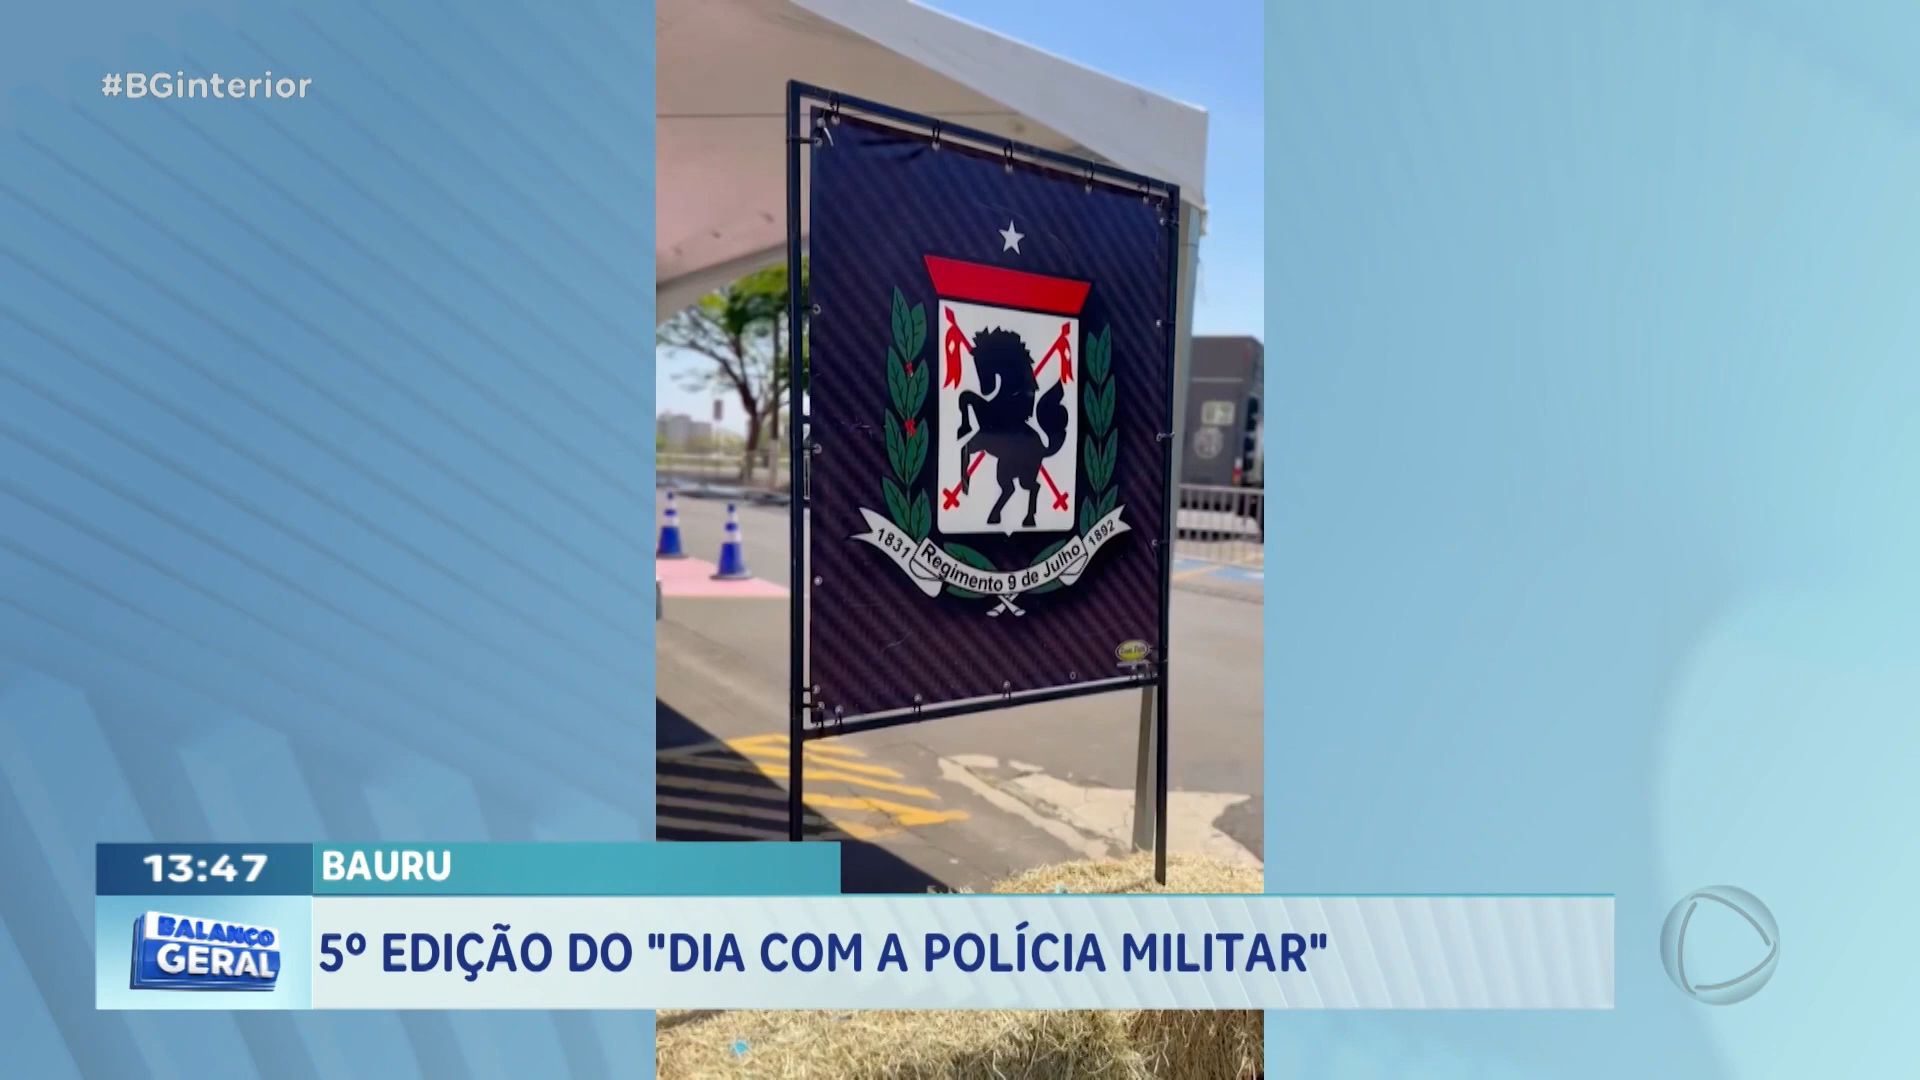 #BGinterior
1831 Regimento 9 de Julho 1892
13:47 BAURU
BALANÇO
GERAL
5º EDIÇÃO DO "DIA COM A POLÍCIA MILITAR"